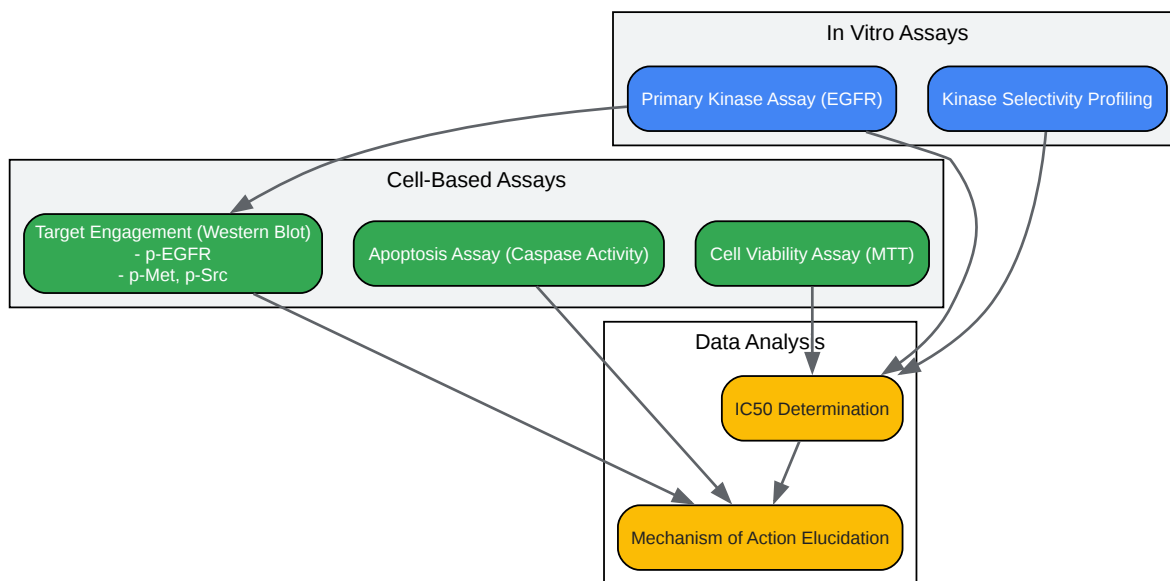 In Vitro Assays
Primary Kinase Assay (EGFR)
Kinase Selectivity Profiling
Cell-Based Assays
Target Engagement (Western Blot)
- p-EGFR
- p-Met, p-Src
Apoptosis Assay (Caspase Activity)
Cell Viability Assay (MTT)
Data Analysis
IC50 Determination
Mechanism of Action Elucidation